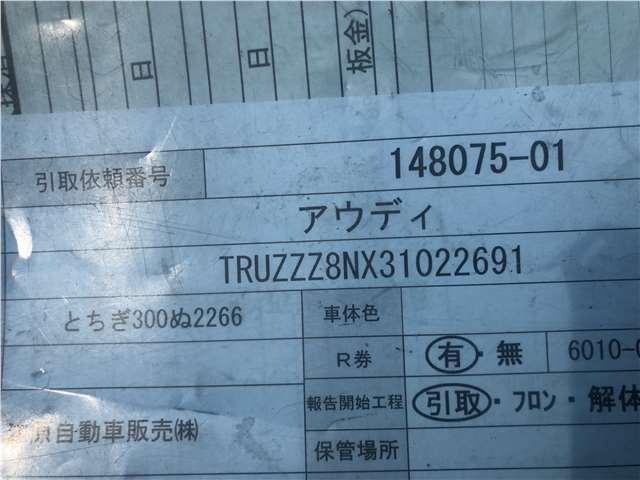 日 日 板金)
引取依頼番号 148075-01
アウディ
TRUZZZ8NX31022691
とちぎ300ぬ2266 車体色
R券 有・無 6010-0
報告開始工程 引取・フロン・解体
原自動車販売㈱
保管場所